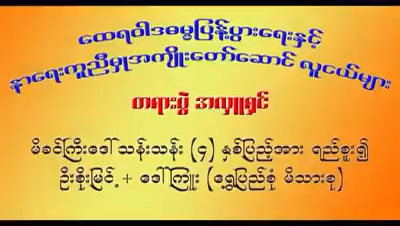 ထေရဝါဒဓမ္မပြန့်ပွားရေးနှင့်
နာရေးကူညီမှုအကျိုးတော်ဆောင် လူငယ်များ
တရားပွဲ အလှူရှင်
မိခင်ကြီးဒေါ်သန်းသန်း (၄) နှစ်ပြည့်အား ရည်စူး၍
ဦးစိုးမြင့် + ဒေါ်ကြူး (ရွှေပြည်စုံ မိသားစု)